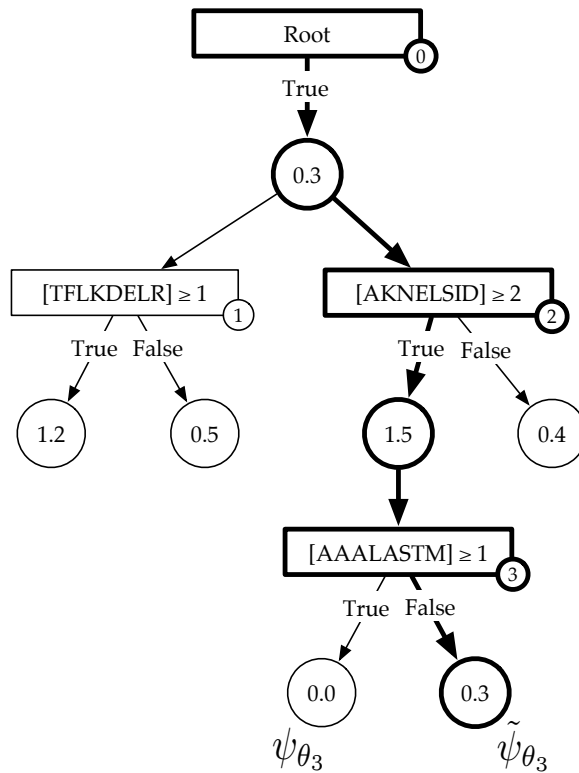 Root
0
True
0.3
[TFLKDELR] ≥ 1
1
[AKNELSID] ≥ 2
2
True False
True False
1.2
0.5
1.5
0.4
[AAALASTM] ≥ 1
3
True False
0.0
0.3
ψθ₃
ψ̃θ₃